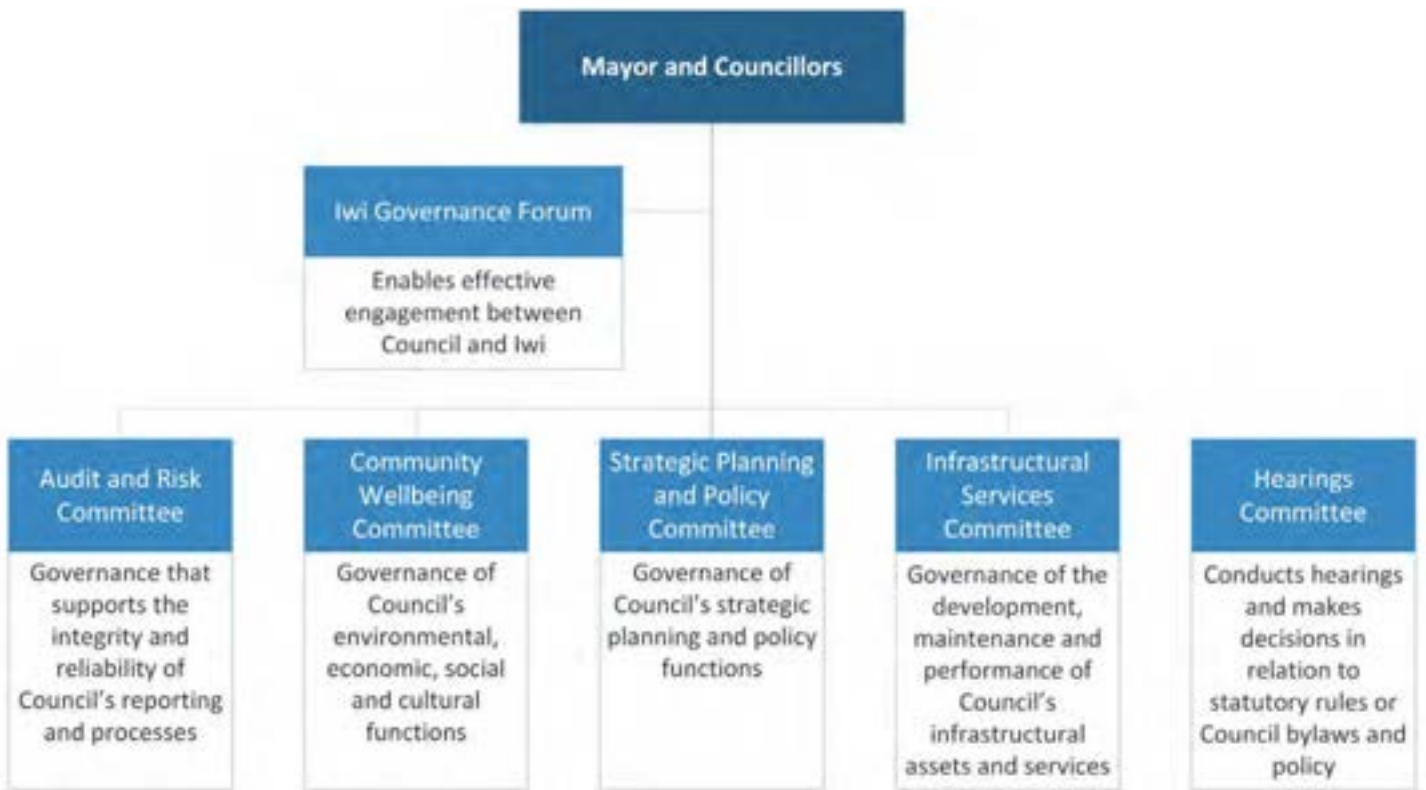 Mayor and Councillors
Iwi Governance Forum
Enables effective
engagement between
Council and Iwi
Audit and Risk
Committee
Governance that
supports the
integrity and
reliability of
Council's reporting
and processes
Community
Wellbeing
Committee
Governance of
Council's
environmental,
economic, social
and cultural
functions
Strategic Planning
and Policy
Committee
Governance of
Council's strategic
planning and policy
functions
Infrastructural
Services
Committee
Governance of the
development,
maintenance and
performance of
Council's
infrastructural
assets and services
Hearings
Committee
Conducts hearings
and makes
decisions in
relation to
statutory rules or
Council bylaws and
policy